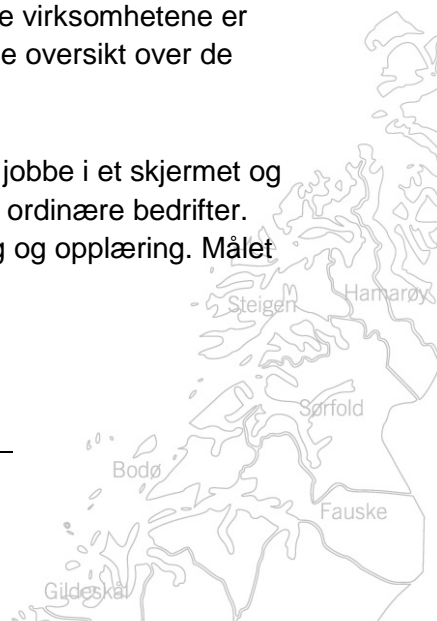 e virksomhetene er
e oversikt over de
jobbe i et skjermet og
ordinære bedrifter.
g og opplæring. Målet
Steigen
Hamarøy
Sørfold
Bodø
Fauske
Gildeskål